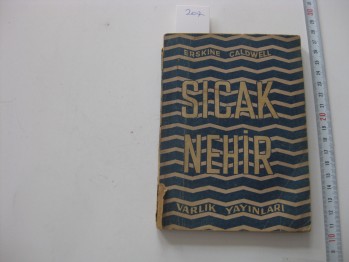 ERSKINE CALDWELL
SICAK
NEHİR
VARLIK YAYINLARI